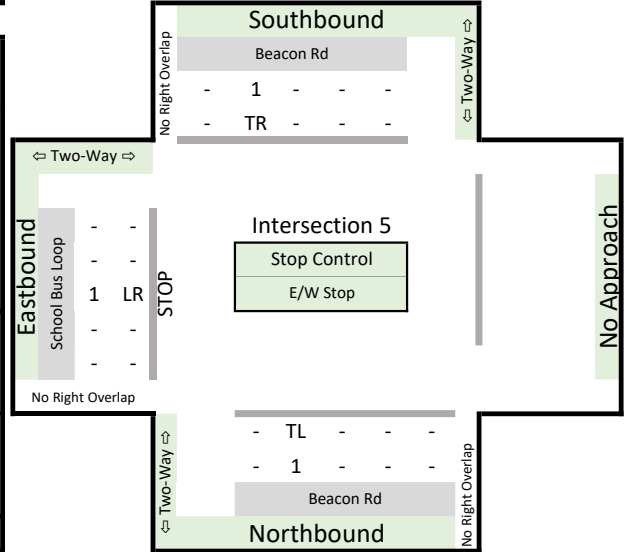 Southbound
Beacon Rd
No Right Overlap
⇦ Two-Way ⇨
- 1 - - -
- TR - - -
⇦ Two-Way ⇨
Eastbound
School Bus Loop
- -
- -
1 LR
- -
- -
STOP
No Right Overlap
Intersection 5
Stop Control
E/W Stop
No Approach
⇦ Two-Way ⇨
- TL - - -
- 1 - - -
Beacon Rd
Northbound
No Right Overlap